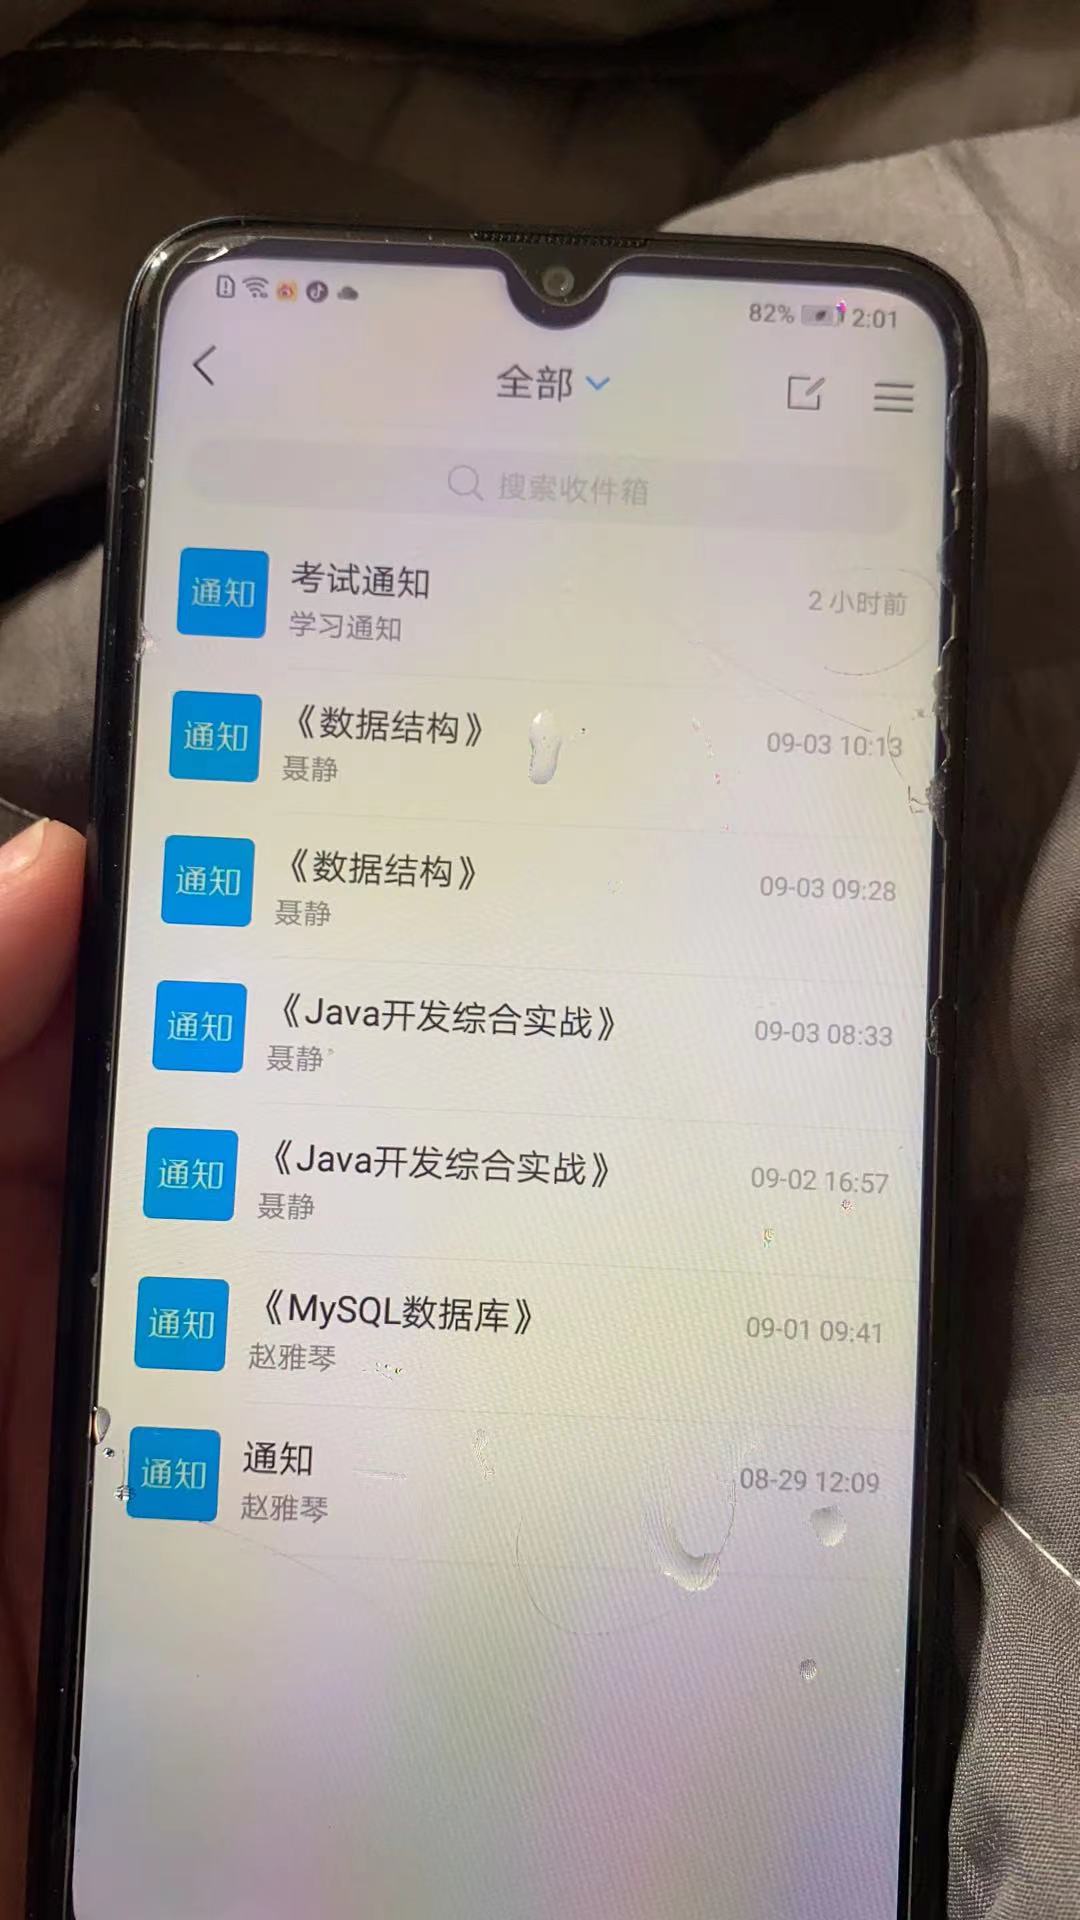 82% 2:01
全部
搜索收件箱
通知 考试通知 2 小时前
学习通知
通知 《数据结构》 09-03 10:13
聂静
通知 《数据结构》 09-03 09:28
聂静
通知 《Java开发综合实战》 09-03 08:33
聂静
通知 《Java开发综合实战》 09-02 16:57
聂静
通知 《MySQL数据库》 09-01 09:41
赵雅琴
通知 通知 08-29 12:09
赵雅琴